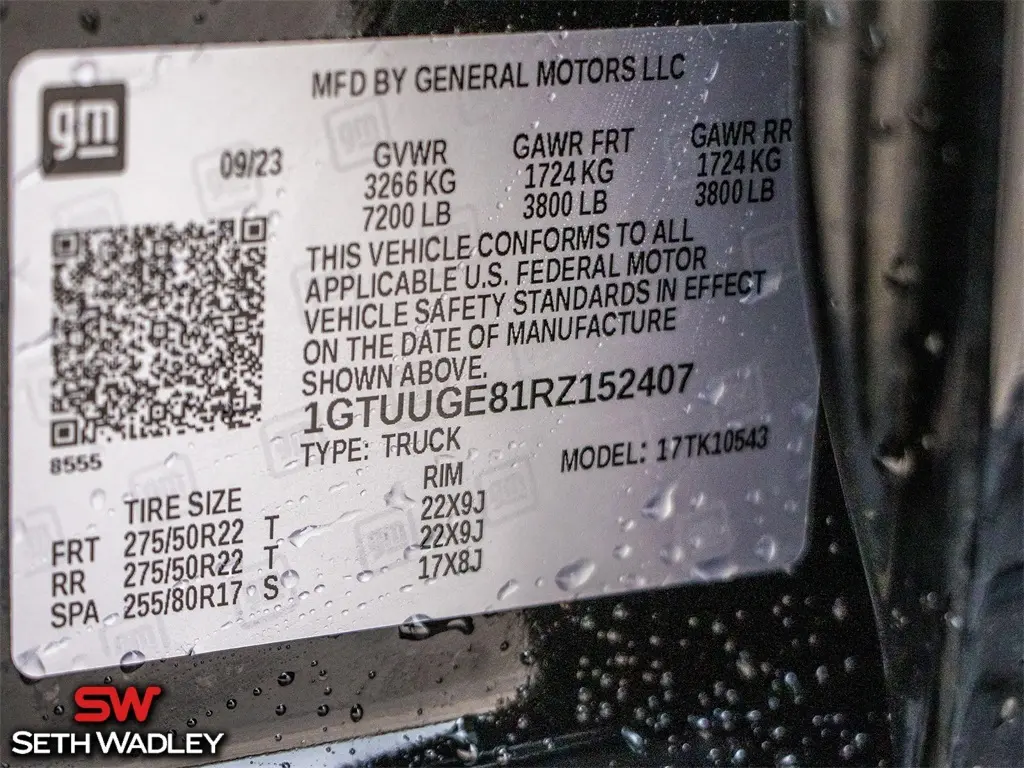 gm
MFD BY GENERAL MOTORS LLC
09/23
GVWR GAWR FRT GAWR RR
3266 KG 1724 KG 1724 KG
7200 LB 3800 LB 3800 LB
THIS VEHICLE CONFORMS TO ALL
APPLICABLE U.S. FEDERAL MOTOR
VEHICLE SAFETY STANDARDS IN EFFECT
ON THE DATE OF MANUFACTURE
SHOWN ABOVE.
1GTUUGE81RZ152407
8555
TYPE: TRUCK MODEL: 17TK10543
TIRE SIZE RIM
FRT 275/50R22 T 22X9J
RR 275/50R22 T 22X9J
SPA 255/80R17 S 17X8J
SW
SETH WADLEY